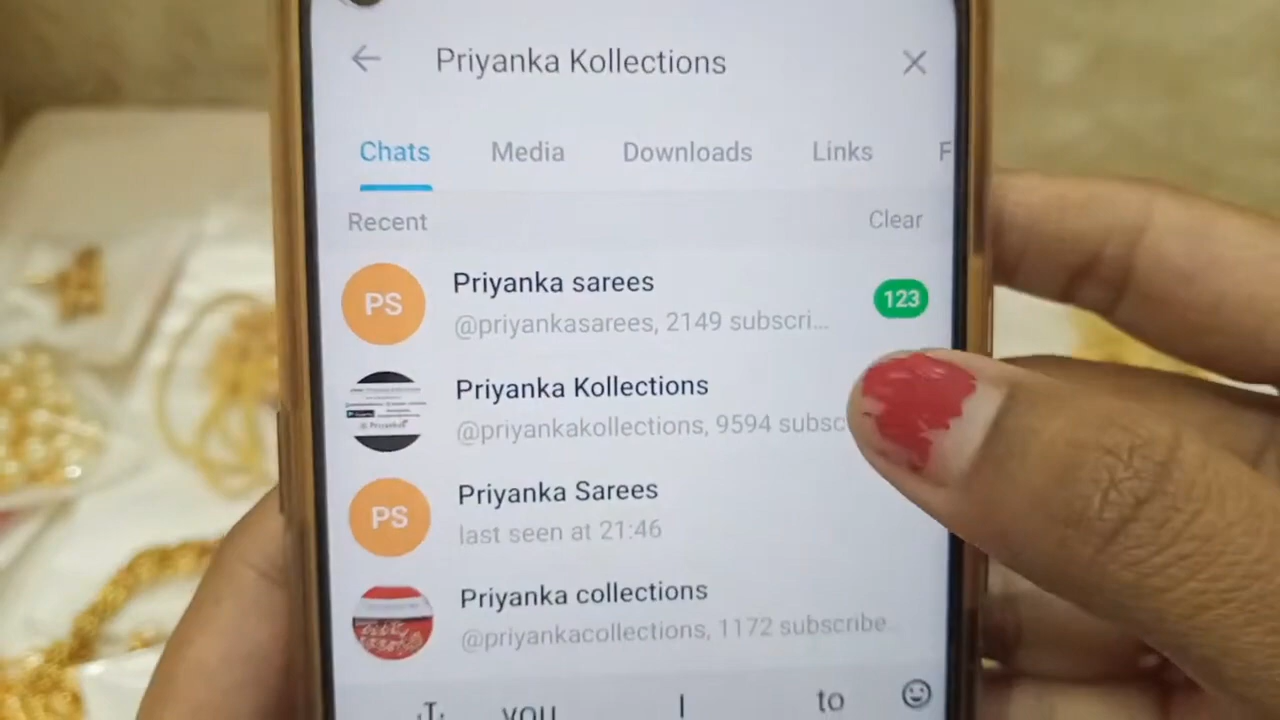 Priyanka Kollections
Chats Media Downloads Links F
Recent Clear
PS Priyanka sarees 123
@priyankasarees, 2149 subscri...
Priyanka Kollections
@priyankakollections, 9594 subsc
PS Priyanka Sarees
last seen at 21:46
Priyanka collections
@priyankacollections, 1172 subscribe
you I to